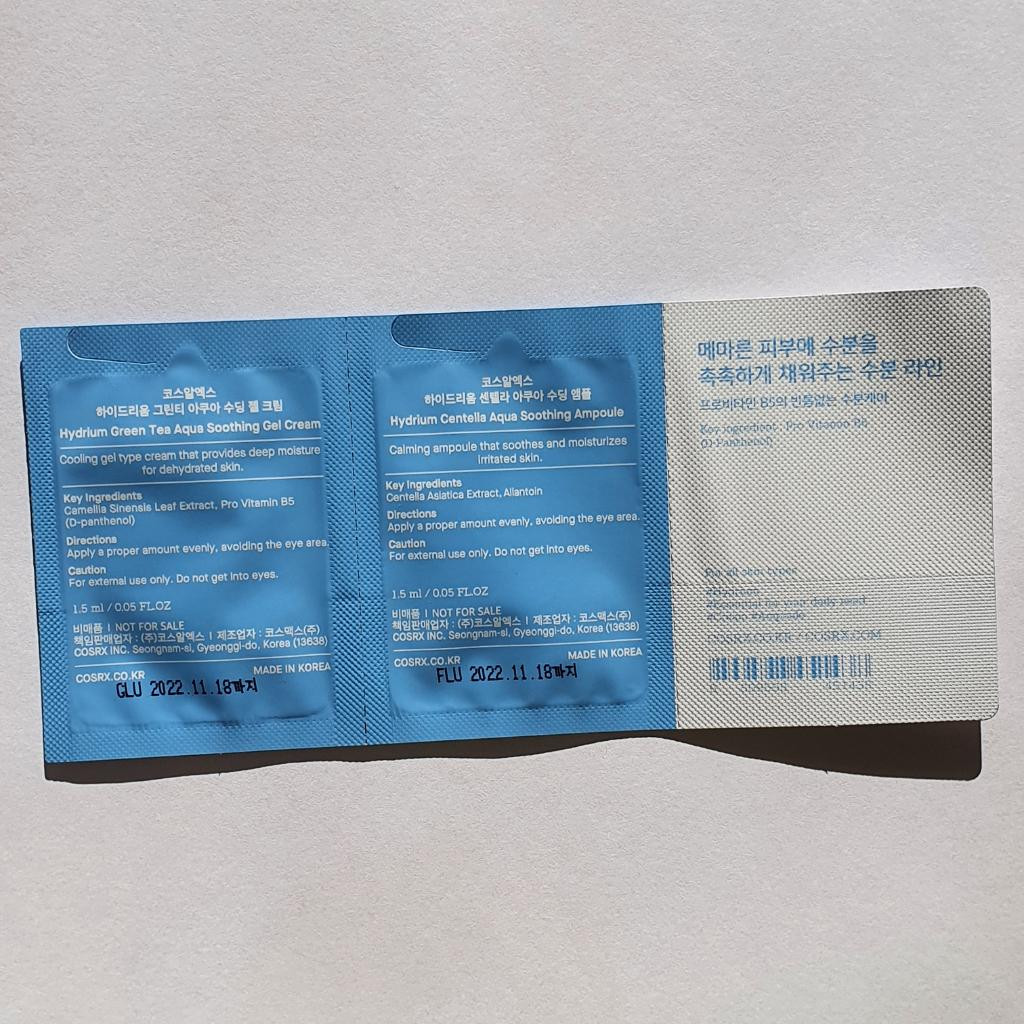 코스알엑스
하이드리움 그린티 아쿠아 수딩 젤 크림
Hydrium Green Tea Aqua Soothing Gel Cream
Cooling gel type cream that provides deep moisture
for dehydrated skin.
Key Ingredients
Camellia Sinensis Leaf Extract, Pro Vitamin B5
(D-panthenol)
Directions
Apply a proper amount evenly, avoiding the eye area.
Caution
For external use only. Do not get into eyes.
1.5 ml / 0.05 FL.OZ
비매품 | NOT FOR SALE
책임판매업자 : (주)코스알엑스 | 제조업자 : 코스맥스(주)
COSRX INC. Seongnam-si, Gyeonggi-do, Korea (13638)
COSRX.CO.KR MADE IN KOREA
GLU 2022.11.18까지
코스알엑스
하이드리움 센텔라 아쿠아 수딩 앰플
Hydrium Centella Aqua Soothing Ampoule
Calming ampoule that soothes and moisturizes
irritated skin.
Key Ingredients
Centella Asiatica Extract, Allantoin
Directions
Apply a proper amount evenly, avoiding the eye area.
Caution
For external use only. Do not get into eyes.
1.5 ml / 0.05 FL.OZ
비매품 | NOT FOR SALE
책임판매업자 : (주)코스알엑스 | 제조업자 : 코스맥스(주)
COSRX INC. Seongnam-si, Gyeonggi-do, Korea (13638)
COSRX.CO.KR MADE IN KOREA
FLU 2022.11.18까지
메마른 피부에 수분을
촉촉하게 채워주는 수분 라인
프로비타민 B5의 빈틈없는 수분케어
Key ingredient : Pro Vitamin B5
(D-Panthenol)
For all skin types